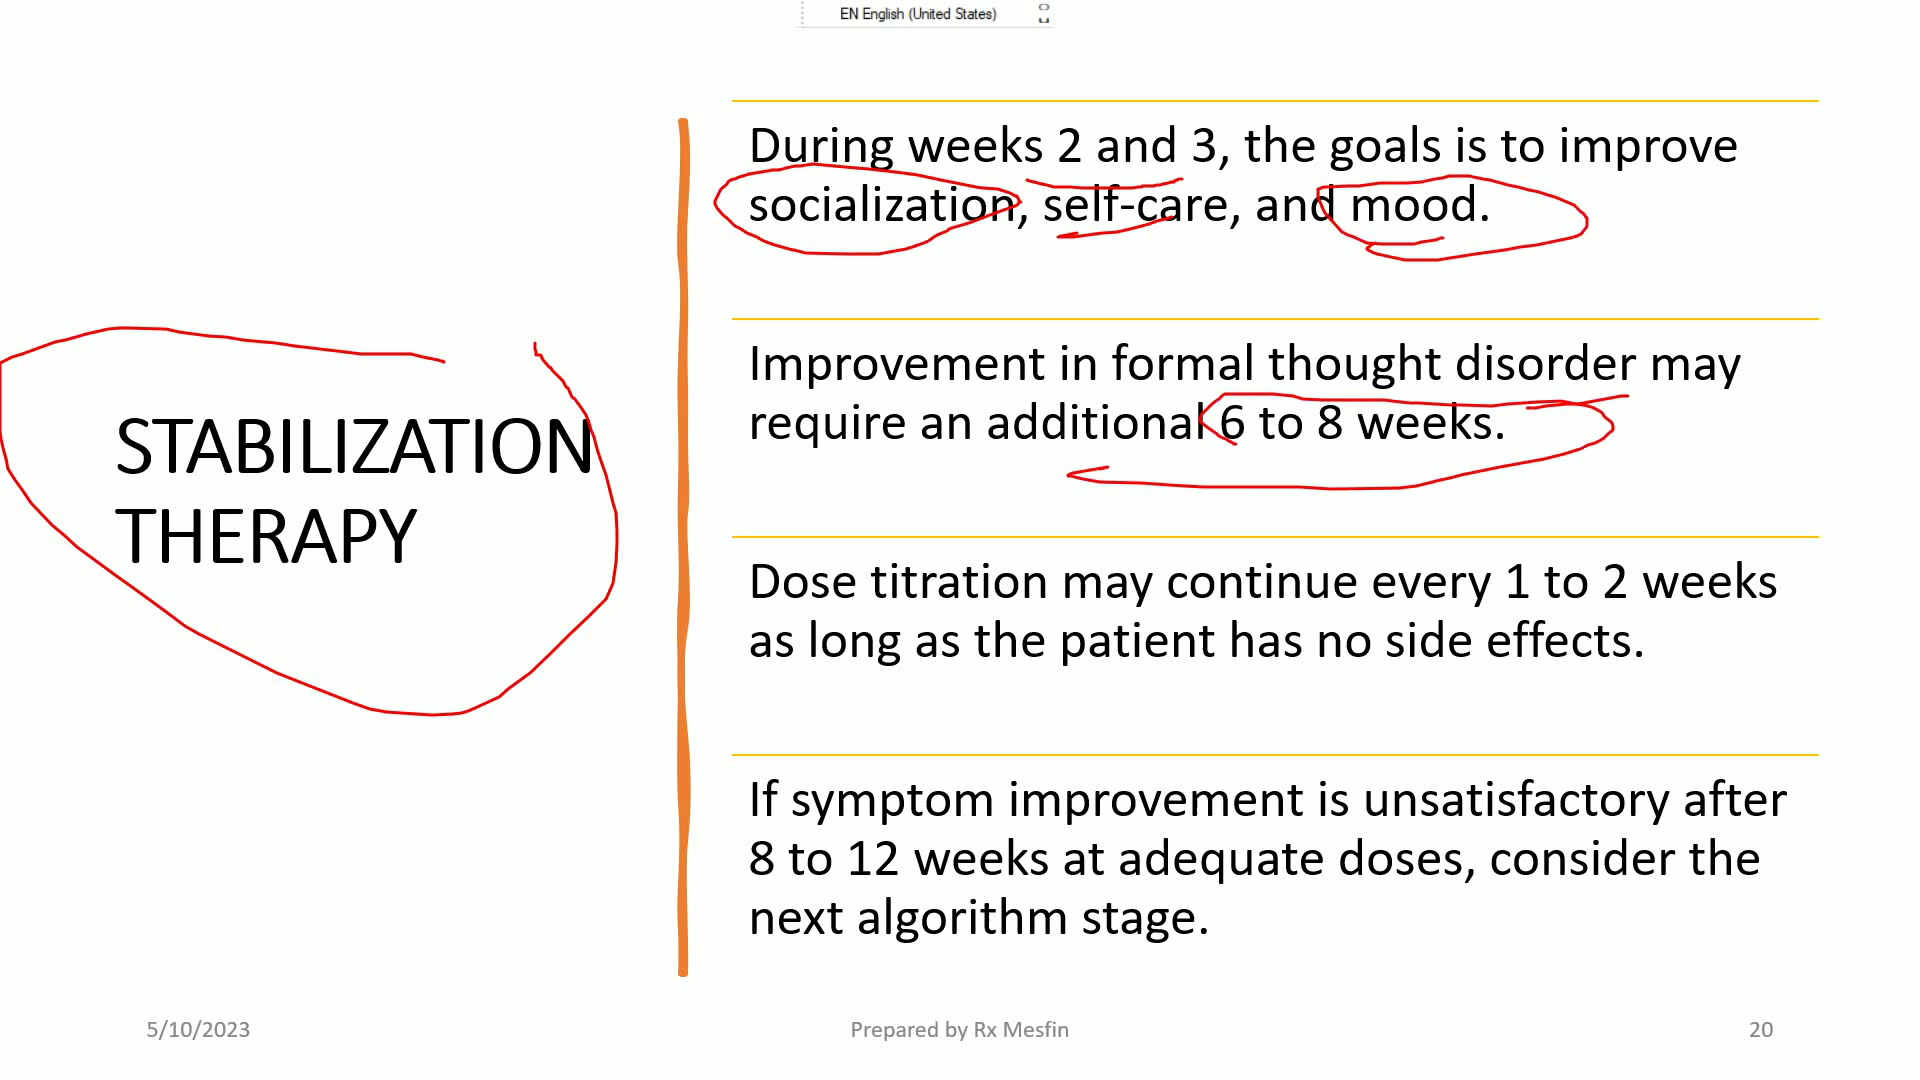 EN English (United States)
During weeks 2 and 3, the goals is to improve
socialization, self-care, and mood.
Improvement in formal thought disorder may
require an additional 6 to 8 weeks.
STABILIZATION
THERAPY
Dose titration may continue every 1 to 2 weeks
as long as the patient has no side effects.
If symptom improvement is unsatisfactory after
8 to 12 weeks at adequate doses, consider the
next algorithm stage.
5/10/2023
Prepared by Rx Mesfin
20